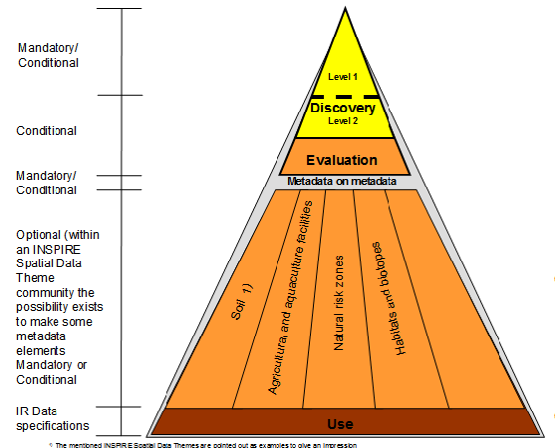 Mandatory/
Conditional
Conditional
Mandatory/
Conditional
Optional (within
an INSPIRE
Spatial Data
Theme
community the
possibility exists
to make some
metadata
elements
Mandatory or
Conditional
IR Data
specifications
Level 1
Discovery
Level 2
Evaluation
Metadata on metadata
Soil 1)
Agricultural and aquaculture facilities
Natural risk zones
Habitats and biotopes
Use
1) The mentioned INSPIRE Spatial Data Themes are pointed out as examples to give an impression